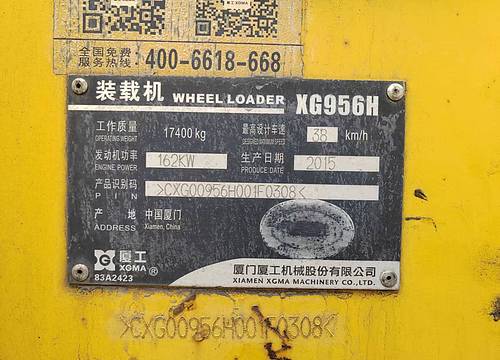 厦工
全国免费
服务热线: 400-6618-668
装载机 WHEEL LOADER XG956H
工作质量 17400kg 最高设计车速 38 km/h
OPERATING WEIGHT DESIGNED MAXIMUM SPEED
发动机功率 162KW 生产日期 2015
ENGINE POWER PRODUCE DATE
产品识别码 >CXG00956H001F0308<
P I N
产 地 中国厦门
ADDRESS Xiamen, China
厦工
XGMA ®
83A2423
厦门厦工机械股份有限公司
XIAMEN XGMA MACHINERY CO.,LTD.
>CXG00956H001F0308<